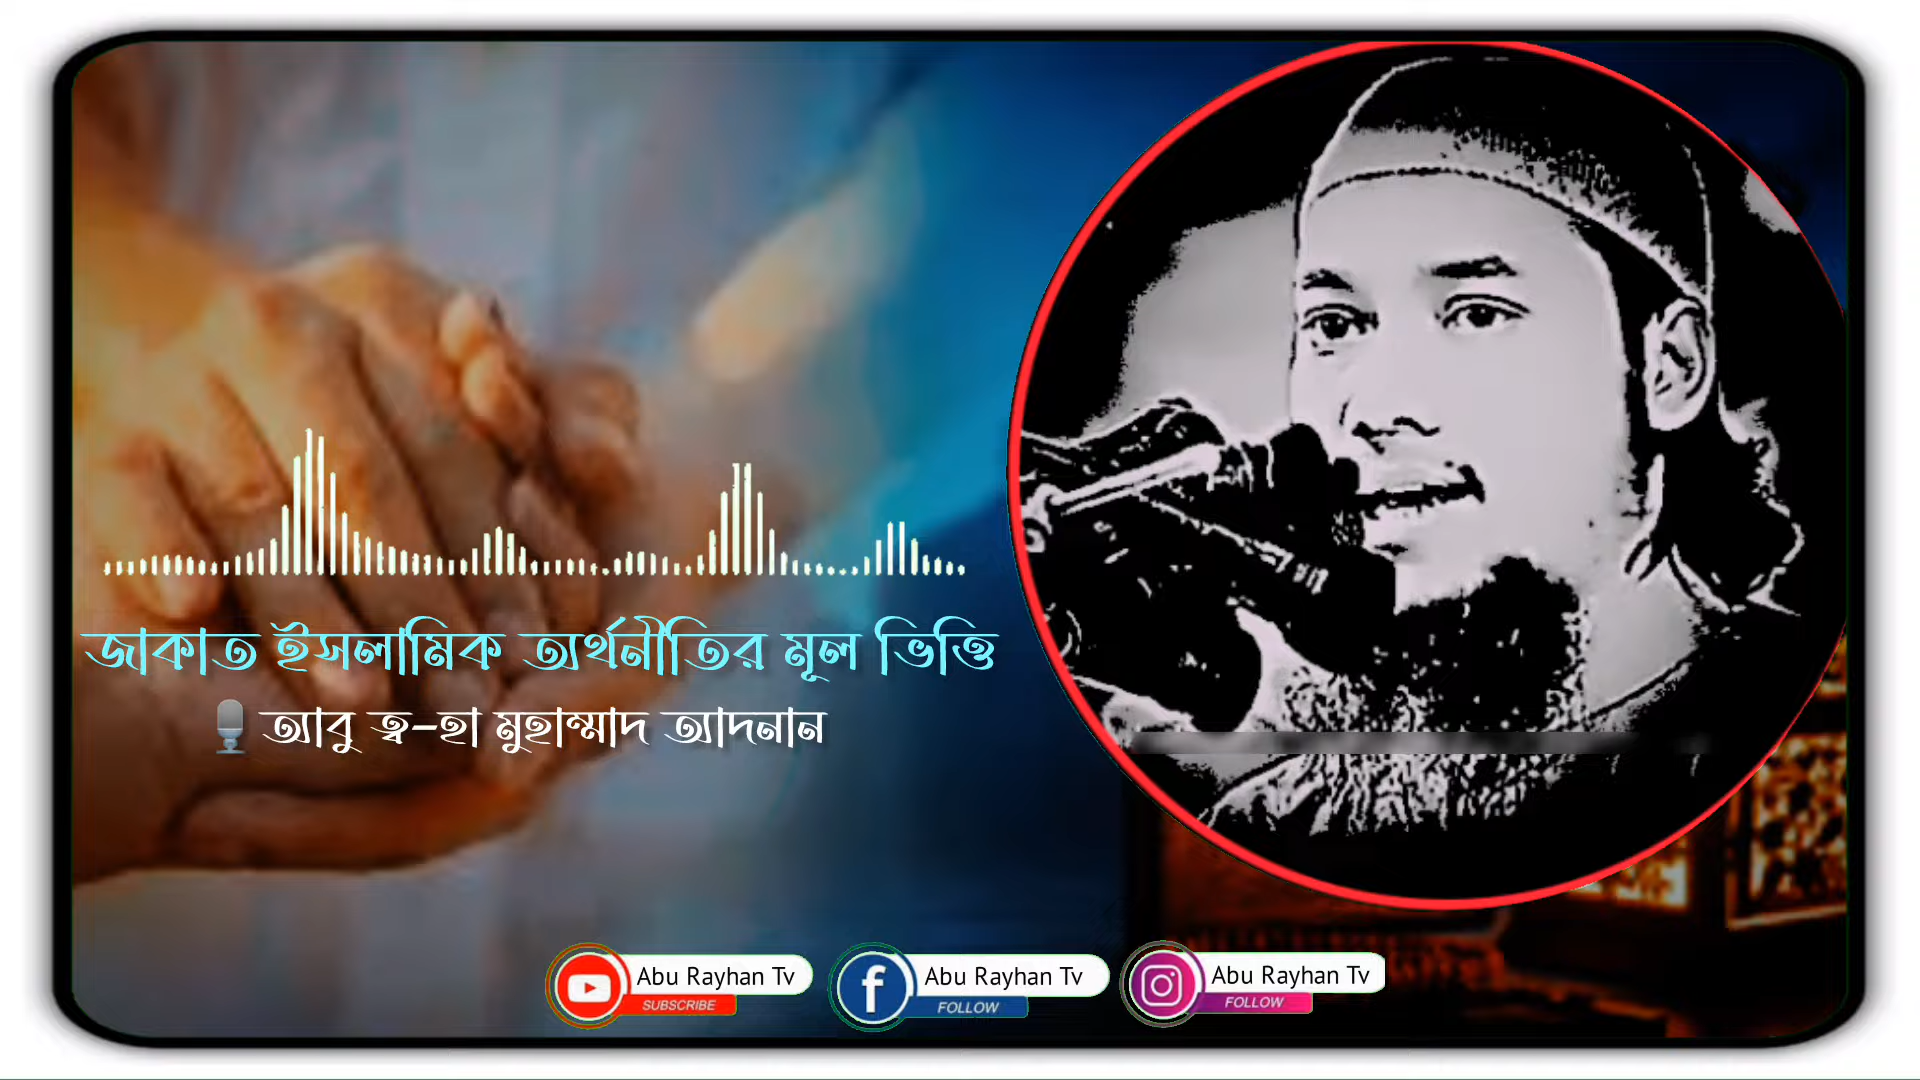 জাকাত ইসলামিক অর্থনীতির মূল ভিত্তি
আবু ত্ব-হা মুহাম্মাদ আদনান
Abu Rayhan Tv
SUBSCRIBE
Abu Rayhan Tv
FOLLOW
Abu Rayhan Tv
FOLLOW